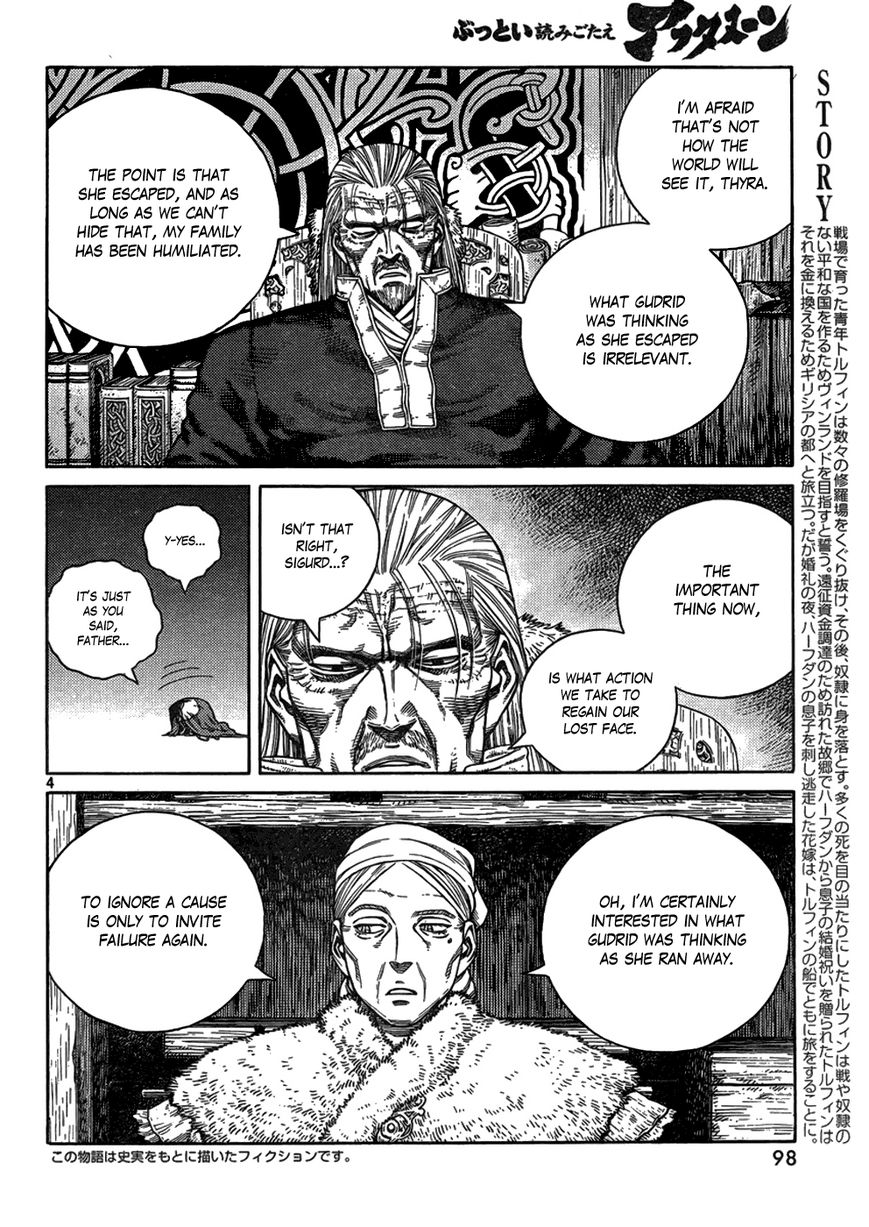 ぶっとい読みごたえ アフタヌーン
I'M AFRAID
THAT'S NOT
HOW THE
WORLD WILL
SEE IT, THYRA.
THE POINT IS THAT
SHE ESCAPED, AND AS
LONG AS WE CAN'T
HIDE THAT, MY FAMILY
HAS BEEN HUMILIATED.
WHAT GUDRID
WAS THINKING
AS SHE ESCAPED
IS IRRELEVANT.
THE
IMPORTANT
THING NOW,
IS WHAT ACTION
WE TAKE TO
REGAIN OUR
LOST FACE.
ISN'T THAT
RIGHT,
SIGURD...?
Y-YES...
IT'S JUST
AS YOU
SAID,
FATHER...
4
OH, I'M CERTAINLY
INTERESTED IN WHAT
GUDRID WAS THINKING
AS SHE RAN AWAY.
TO IGNORE A CAUSE
IS ONLY TO INVITE
FAILURE AGAIN.
STORY
戦場で育った青年トルフィンは数々の修羅場をくぐり抜け、その後、奴隷に身を落とす。多くの死を目の当たりにしたトルフィンは戦や奴隷の
ない平和な国を作るためヴィンランドを目指すと誓う。遠征資金調達のため訪れた故郷でハーフダンから息子の結婚祝いを贈られたトルフィンは
それを金に換えるためギリシアの都へと旅立つ。だが婚礼の夜、ハーフダンの息子を刺し逃走した花嫁は、トルフィンの船でともに旅をすることに。
この物語は史実をもとに描いたフィクションです。
98